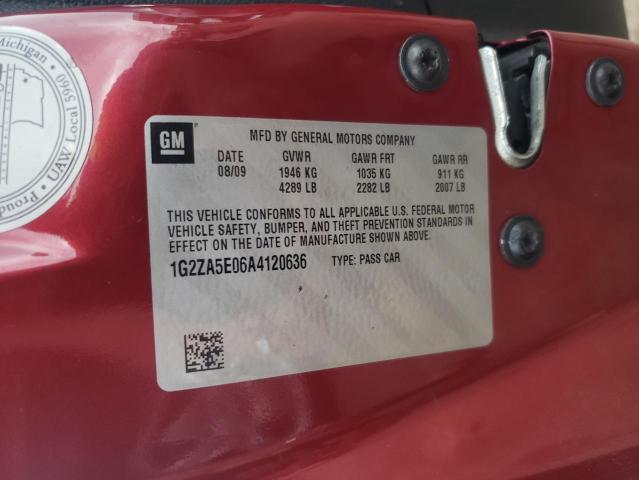 Michigan
UAW Local 5960
Proud
GM
MFD BY GENERAL MOTORS COMPANY
DATE GVWR GAWR FRT GAWR RR
08/09 1946 KG 1035 KG 911 KG
4289 LB 2282 LB 2007 LB
THIS VEHICLE CONFORMS TO ALL APPLICABLE U.S. FEDERAL MOTOR
VEHICLE SAFETY, BUMPER, AND THEFT PREVENTION STANDARDS IN
EFFECT ON THE DATE OF MANUFACTURE SHOWN ABOVE.
1G2ZA5E06A4120636 TYPE: PASS CAR